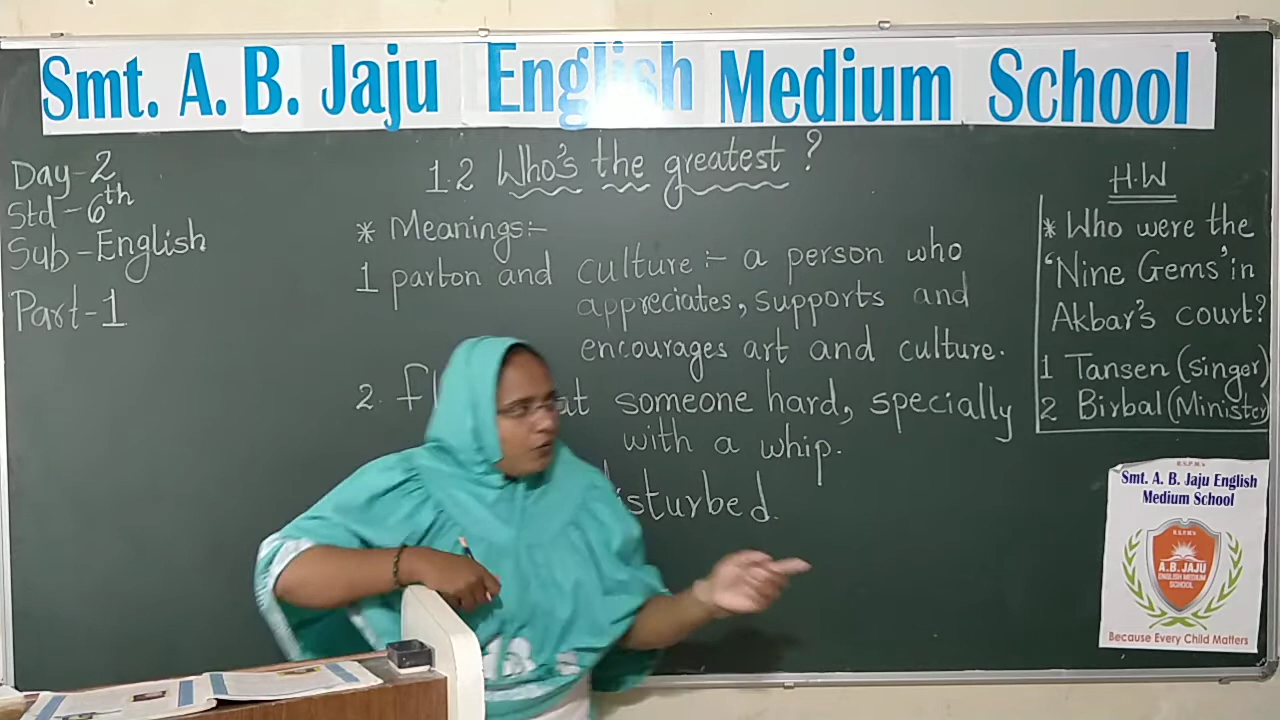 Smt. A. B. Jaju English Medium School
Day-2
Std-6th
Sub-English
Part-1
1.2 Who's the greatest?
* Meanings:-
1 parton and culture:- a person who
appreciates, supports and
encourages art and culture.
2. someone hard, specially
with a whip.
H.W
* Who were the
'Nine Gems' in
Akbar's court?
1 Tansen (singer)
2 Birbal (Minister)
Smt. A. B. Jaju English
Medium School
A.B. JAJU
ENGLISH MEDIUM
SCHOOL
Because Every Child Matters